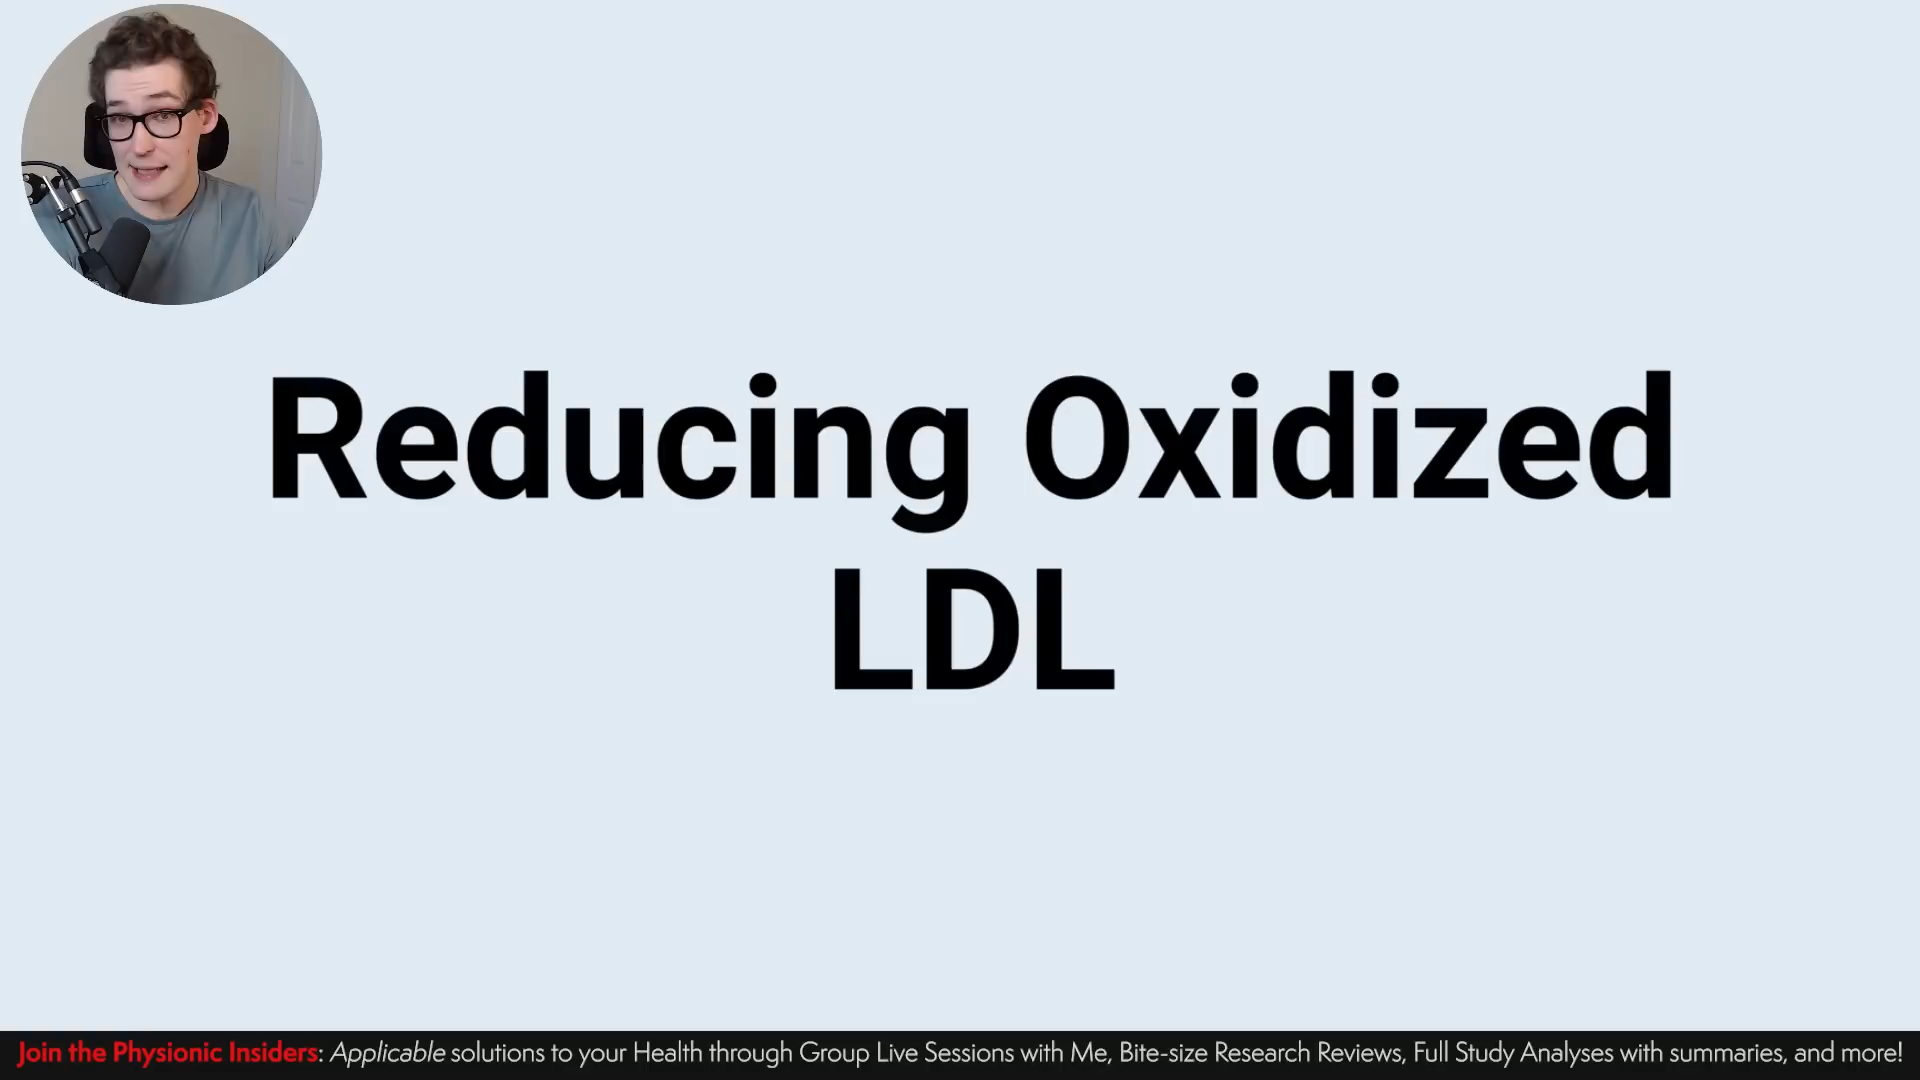 Reducing Oxidized
LDL
Join the Physionic Insiders: Applicable solutions to your Health through Group Live Sessions with Me, Bite-size Research Reviews, Full Study Analyses with summaries, and more!